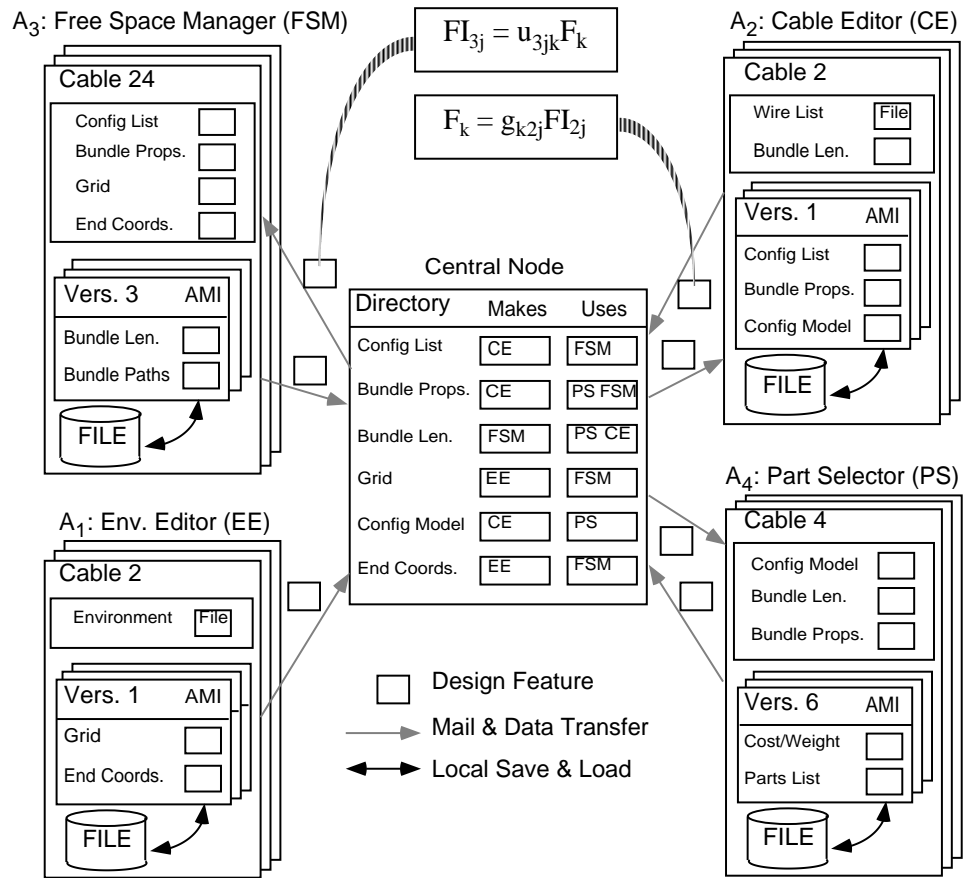 A3: Free Space Manager (FSM)
Cable 24
Config List
Bundle Props.
Grid
End Coords.
Vers. 3 AMI
Bundle Len.
Bundle Paths
FILE
FI3j = u3jkFk
Fk = gk2jFI2j
A2: Cable Editor (CE)
Cable 2
Wire List File
Bundle Len.
Vers. 1 AMI
Config List
Bundle Props.
Config Model
FILE
Central Node
Directory Makes Uses
Config List CE FSM
Bundle Props. CE PS FSM
Bundle Len. FSM PS CE
Grid EE FSM
Config Model CE PS
End Coords. EE FSM
A1: Env. Editor (EE)
Cable 2
Environment File
Vers. 1 AMI
Grid
End Coords.
FILE
A4: Part Selector (PS)
Cable 4
Config Model
Bundle Len.
Bundle Props.
Vers. 6 AMI
Cost/Weight
Parts List
FILE
Design Feature
Mail & Data Transfer
Local Save & Load